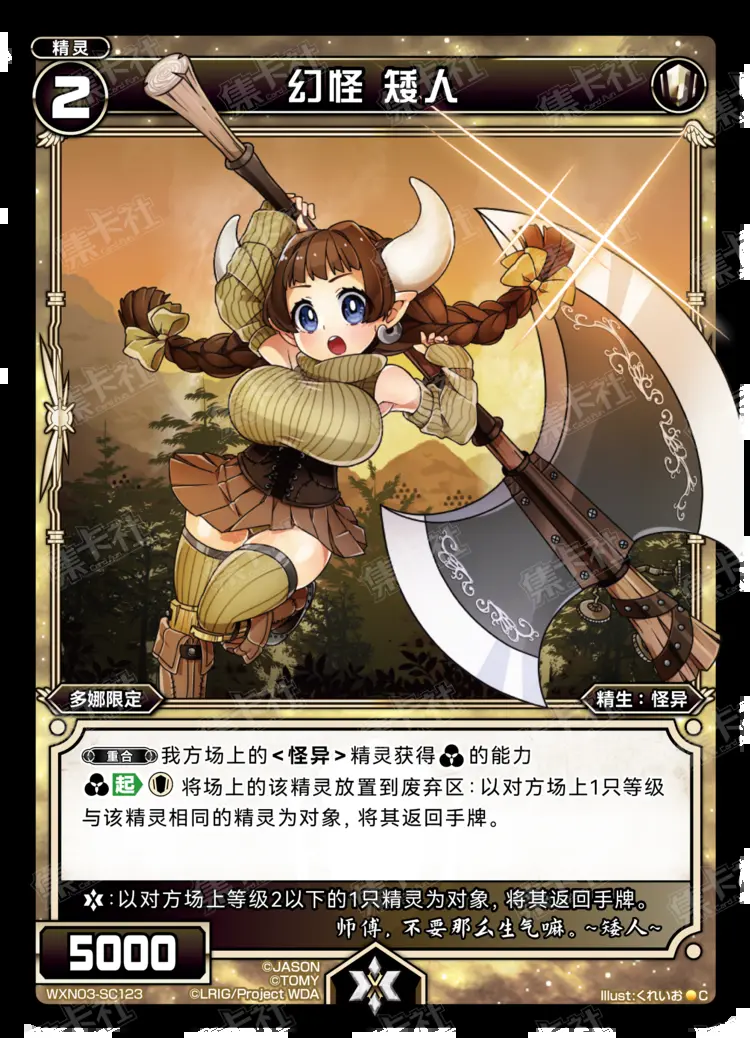 精灵
2
幻怪 矮人
多娜限定
精生：怪异
重合 我方场上的<怪异>精灵获得的能力
起 将场上的该精灵放置到废弃区：以对方场上1只等级
与该精灵相同的精灵为对象，将其返回手牌。
：以对方场上等级2以下的1只精灵为对象，将其返回手牌。
师傅，不要那么生气嘛。~矮人~
5000
©JASON
©TOMY
WXN03-SC123
©LRIG/Project WDA
Illust:くれいお C
集卡社